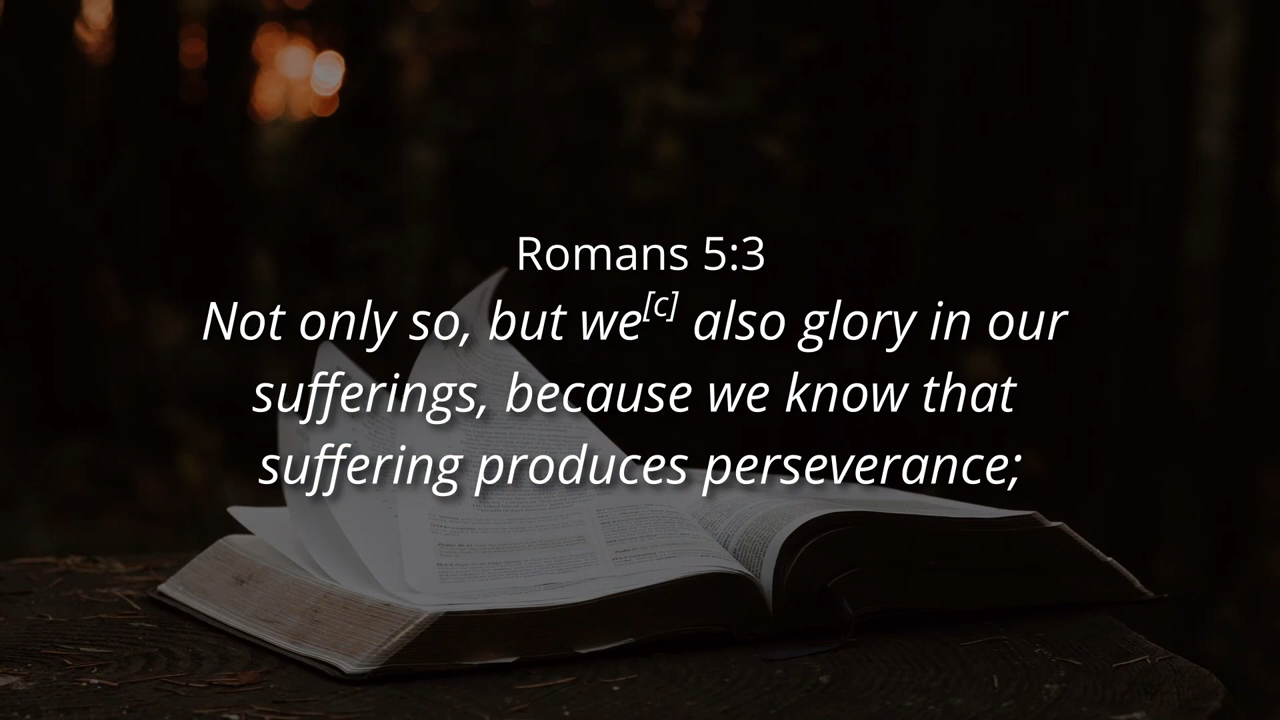 Romans 5:3
Not only so, but we[c] also glory in our
sufferings, because we know that
suffering produces perseverance;